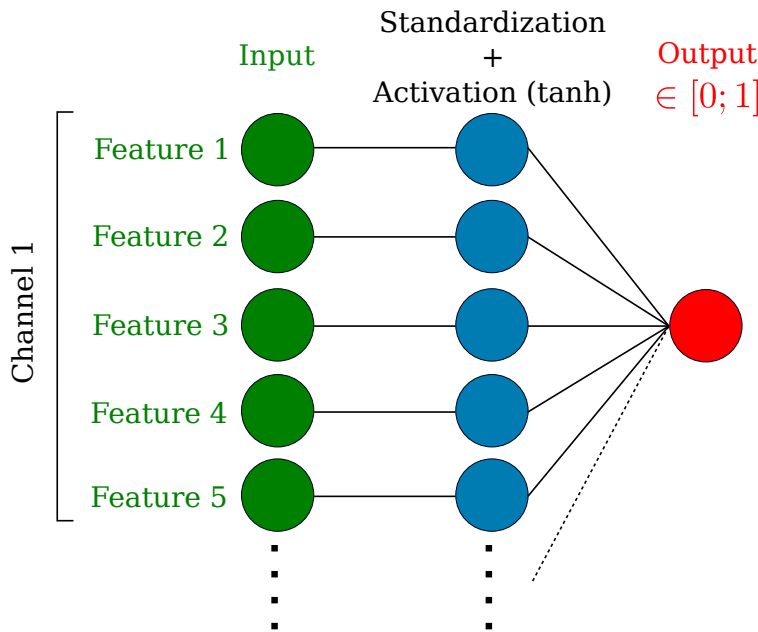 Input
Standardization
+
Activation (tanh)
Output
∈ [0; 1]
Channel 1
Feature 1
Feature 2
Feature 3
Feature 4
Feature 5